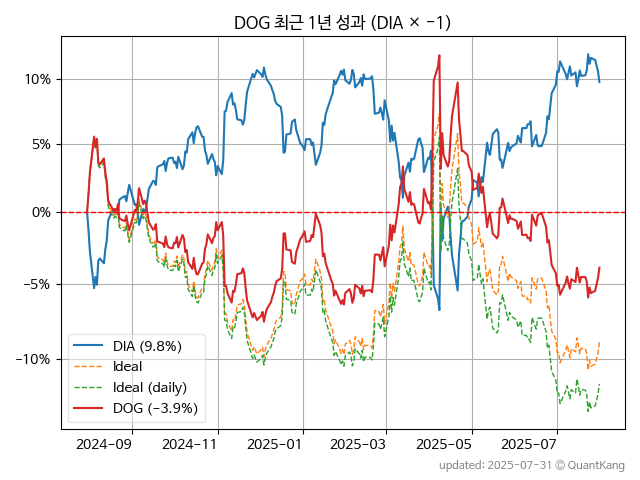 DOG 최근 1년 성과 (DIA × −1)
10%
5%
0%
−5%
−10%
DIA (9.8%)
Ideal
Ideal (daily)
DOG (−3.9%)
2024-09 2024-11 2025-01 2025-03 2025-05 2025-07
updated: 2025-07-31 © QuantKang